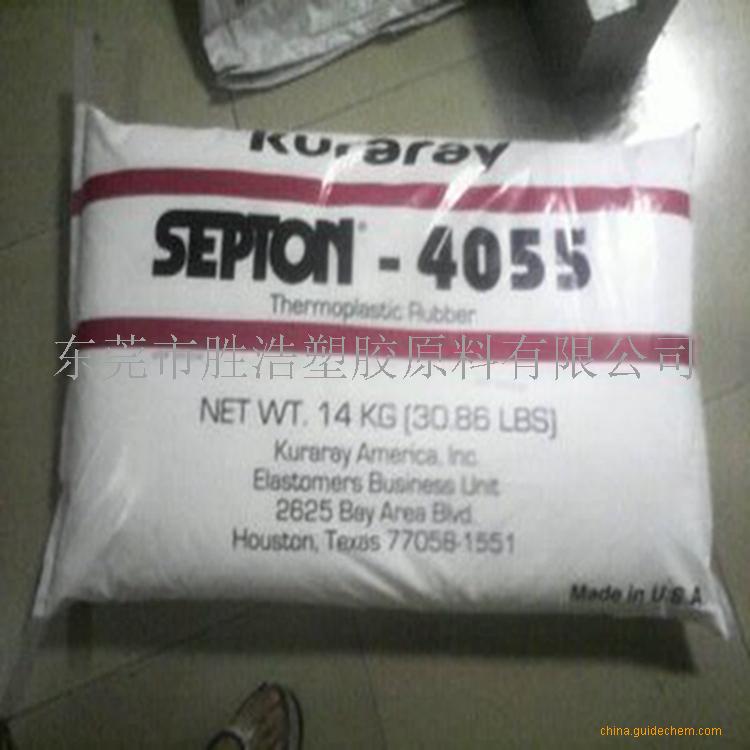 Kuraray
SEPTON® - 4055
Thermoplastic Rubber
东莞市胜浩塑胶原料有限公司
NET WT. 14 KG (30.86 LBS)
Kuraray America, Inc.
Elastomers Business Unit
2625 Bay Area Blvd.
Houston, Texas 77058-1551
Made in U.S.A
china.guidechem.com